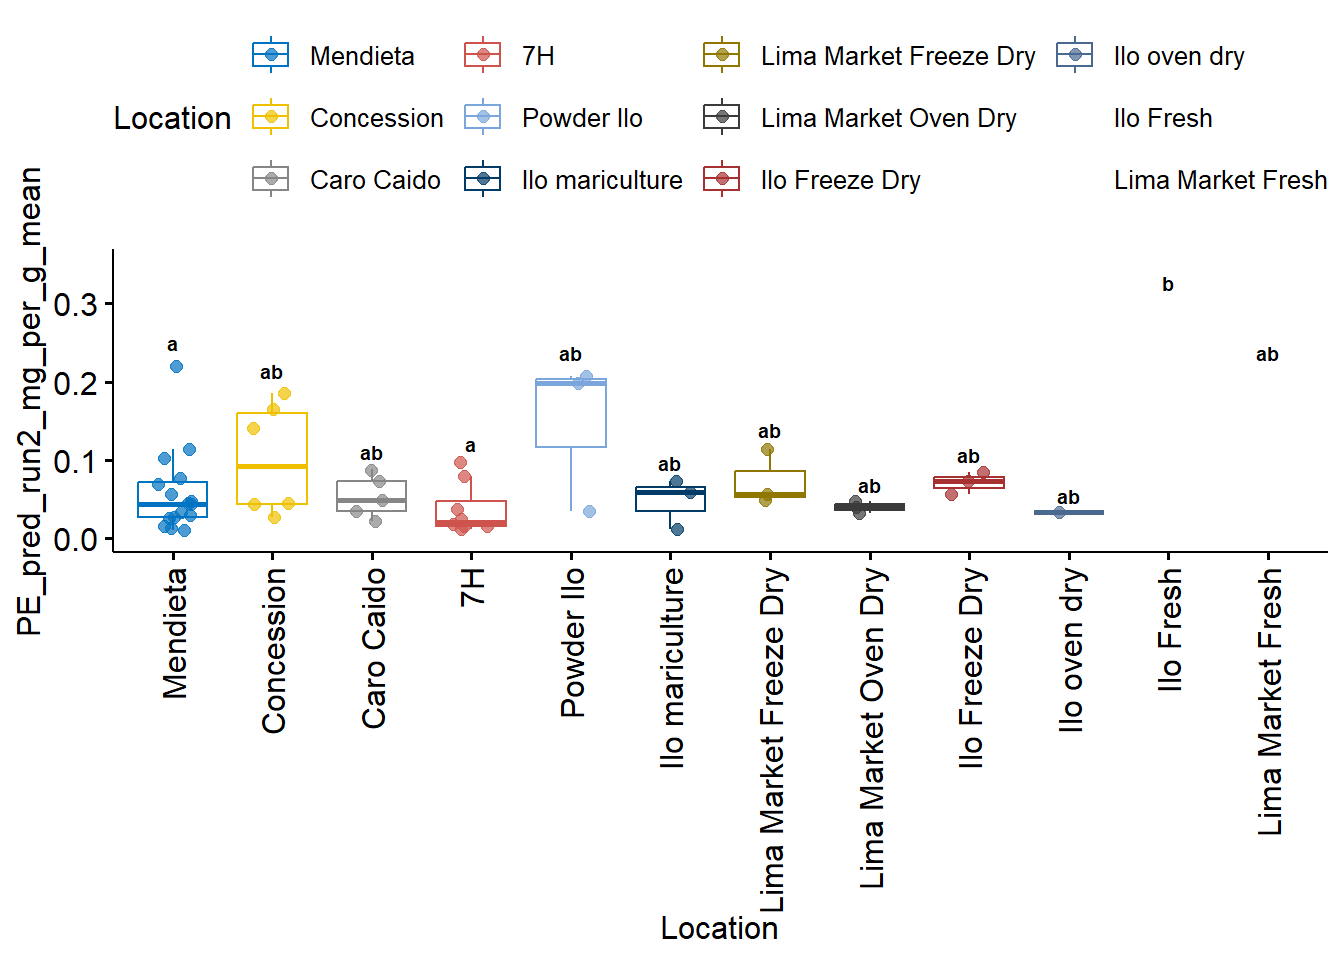 Location
Mendieta
Concession
Caro Caido
7H
Powder Ilo
Ilo mariculture
Lima Market Freeze Dry
Lima Market Oven Dry
Ilo Freeze Dry
Ilo oven dry
Ilo Fresh
Lima Market Fresh
PE_pred_run2_mg_per_g_mean
0.3
0.2
0.1
0.0
a
ab
ab
a
ab
ab
ab
ab
ab
ab
b
ab
Mendieta
Concession
Caro Caido
7H
Powder Ilo
Ilo mariculture
Lima Market Freeze Dry
Lima Market Oven Dry
Ilo Freeze Dry
Ilo oven dry
Ilo Fresh
Lima Market Fresh
Location